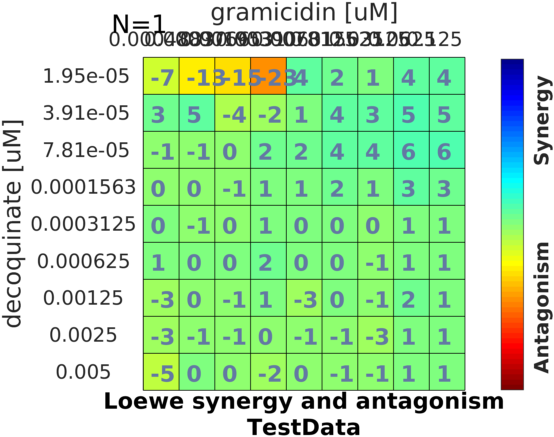 gramicidin [uM]
N=1
decoquinate [uM]
1.95e-05 -7 -13 -15 -23 4 2 1 4 4
3.91e-05 3 5 -4 -2 1 4 3 5 5
7.81e-05 -1 -1 0 2 2 4 4 6 6
0.0001563 0 0 -1 1 1 2 1 3 3
0.0003125 0 -1 0 1 0 0 0 1 1
0.000625 1 0 0 2 0 0 -1 1 1
0.00125 -3 0 -1 1 -3 0 -1 2 1
0.0025 -3 -1 -1 0 -1 -1 -3 1 1
0.005 -5 0 0 -2 0 -1 -1 1 1
Synergy
Antagonism
Loewe synergy and antagonism
TestData